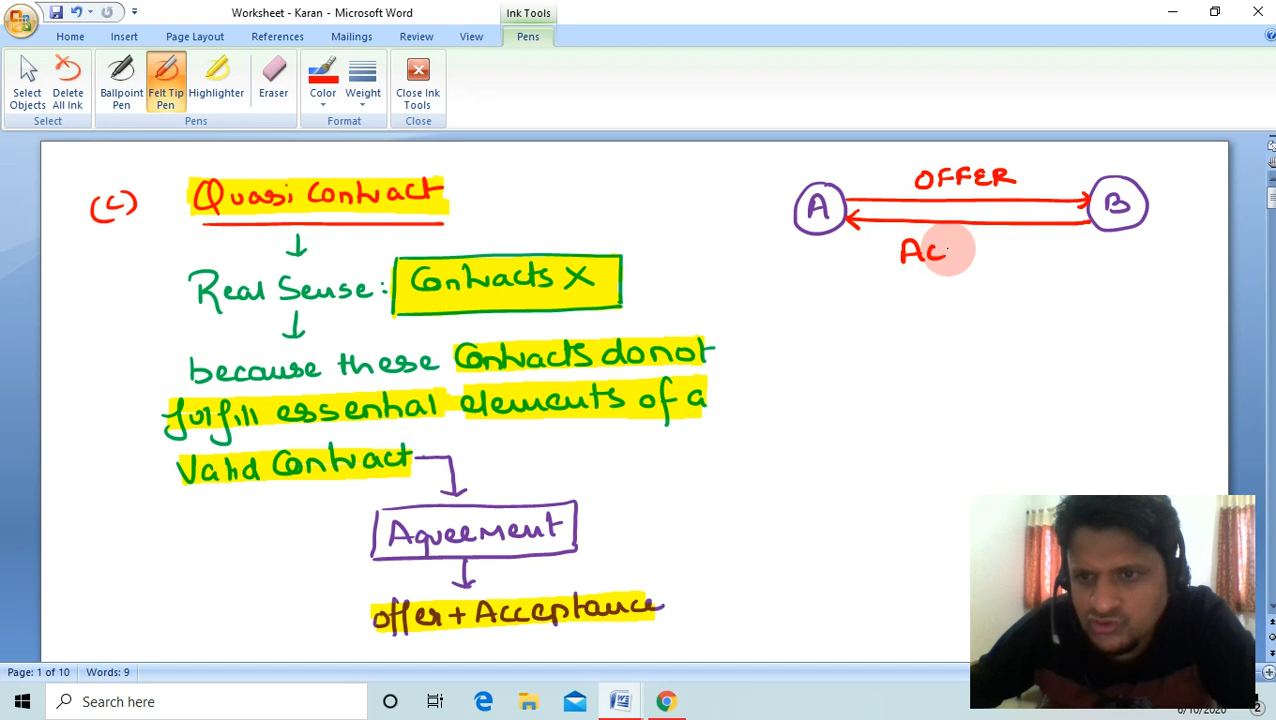 Worksheet - Karan - Microsoft Word
Ink Tools
Home Insert Page Layout References Mailings Review View Pens
Select Objects
Delete All Ink
Ballpoint Pen
Felt Tip Pen
Highlighter
Eraser
Color
Weight
Close Ink Tools
Select Pens Format Close
(C) Quasi Contract
Real Sense: Contracts X
because these Contracts do not
fulfill essential elements of a
Valid Contract
Agreement
offer + Acceptance
OFFER
A B
Ac
Page: 1 of 10 Words: 9
Search here
2